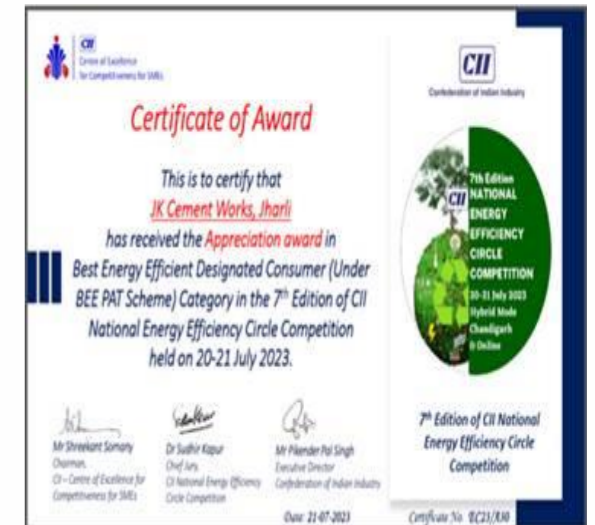 CII
Centre of Excellence
for Competitiveness for SMEs
Certificate of Award
This is to certify that
JK Cement Works, Jharli
has received the Appreciation award in
Best Energy Efficient Designated Consumer (Under
BEE PAT Scheme) Category in the 7th Edition of CII
National Energy Efficiency Circle Competition
held on 20-21 July 2023.
Mr Shreekant Somany
Chairman,
CII – Centre of Excellence for
Competitiveness for SMEs
Dr Sudhir Kapur
Chief Jury,
CII National Energy Efficiency
Circle Competition
Mr Pikender Pal Singh
Executive Director
Confederation of Indian Industry
Date: 21-07-2023
CII
Confederation of Indian Industry
CII
7th Edition
NATIONAL
ENERGY
EFFICIENCY
CIRCLE
COMPETITION
20-21 July 2023
Hybrid Mode
Chandigarh
& Online
7th Edition of CII National
Energy Efficiency Circle
Competition
Certificate No.